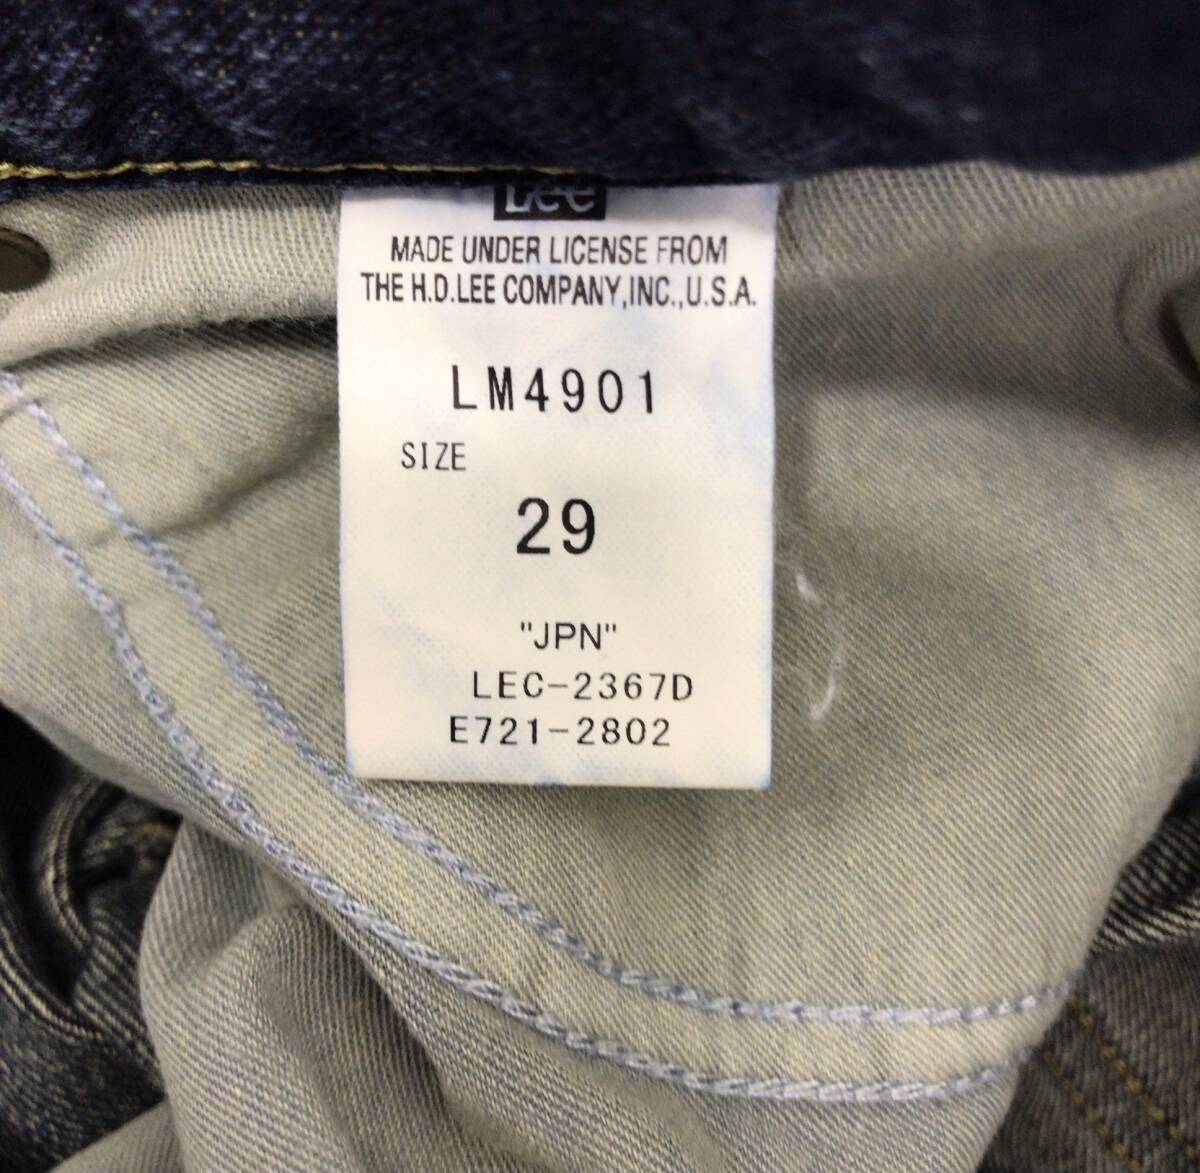 Lee
MADE UNDER LICENSE FROM
THE H.D.LEE COMPANY,INC.,U.S.A.
LM4901
SIZE
29
"JPN"
LEC-2367D
E721-2802